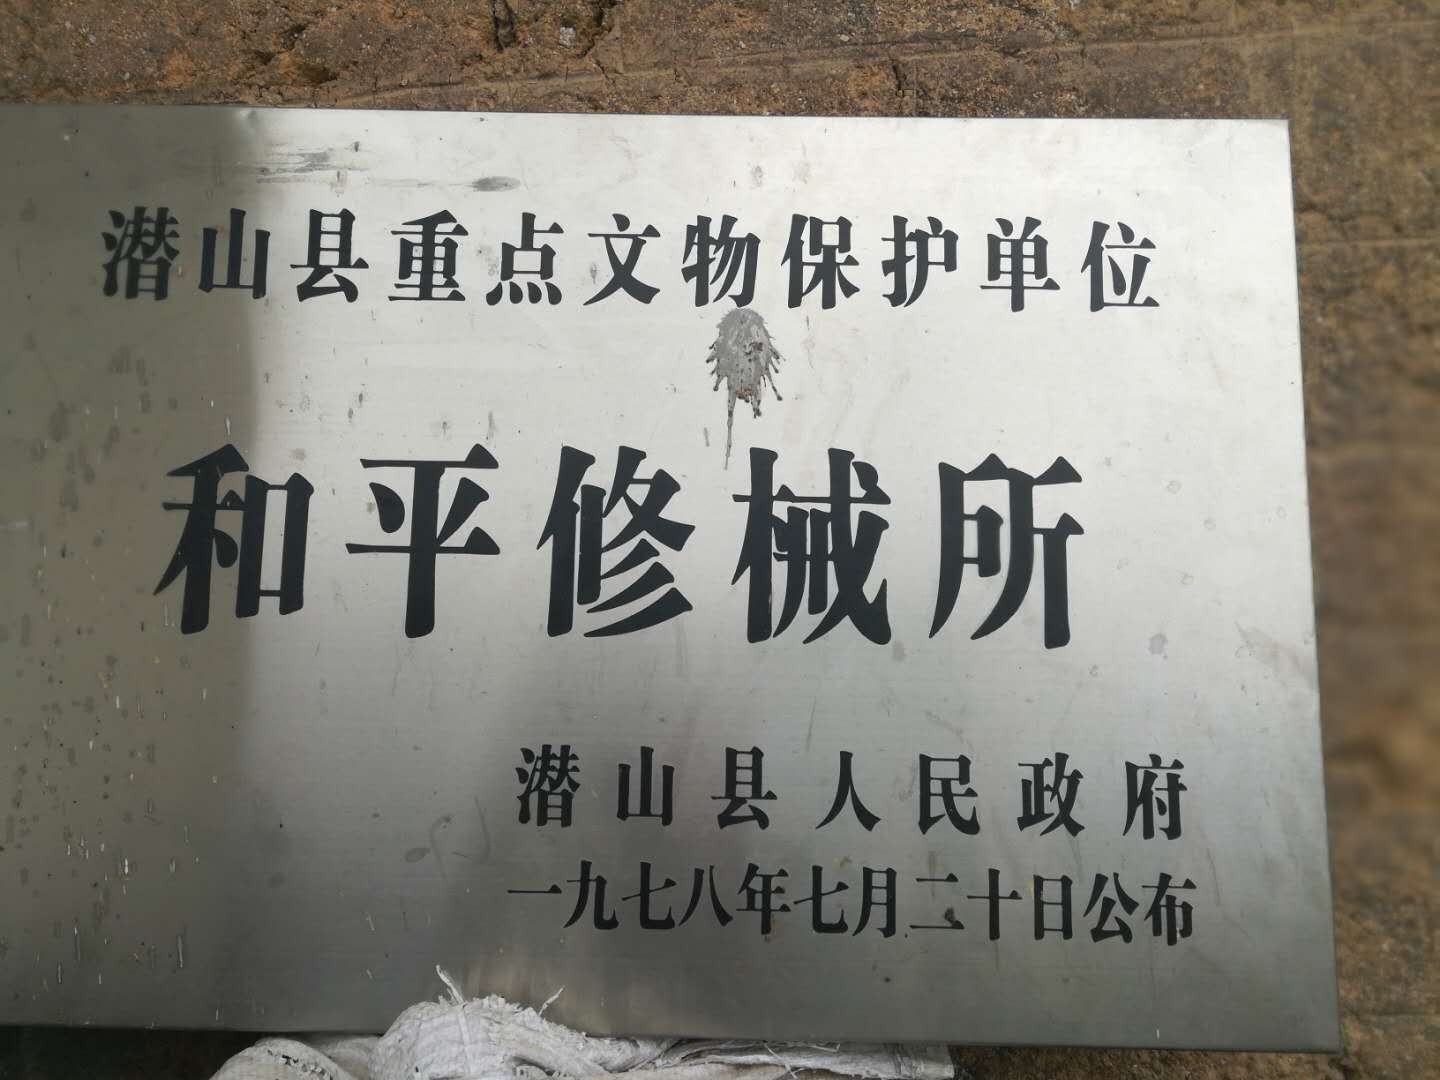 潜山县重点文物保护单位
和平修械所
潜山县人民政府
一九七八年七月二十日公布